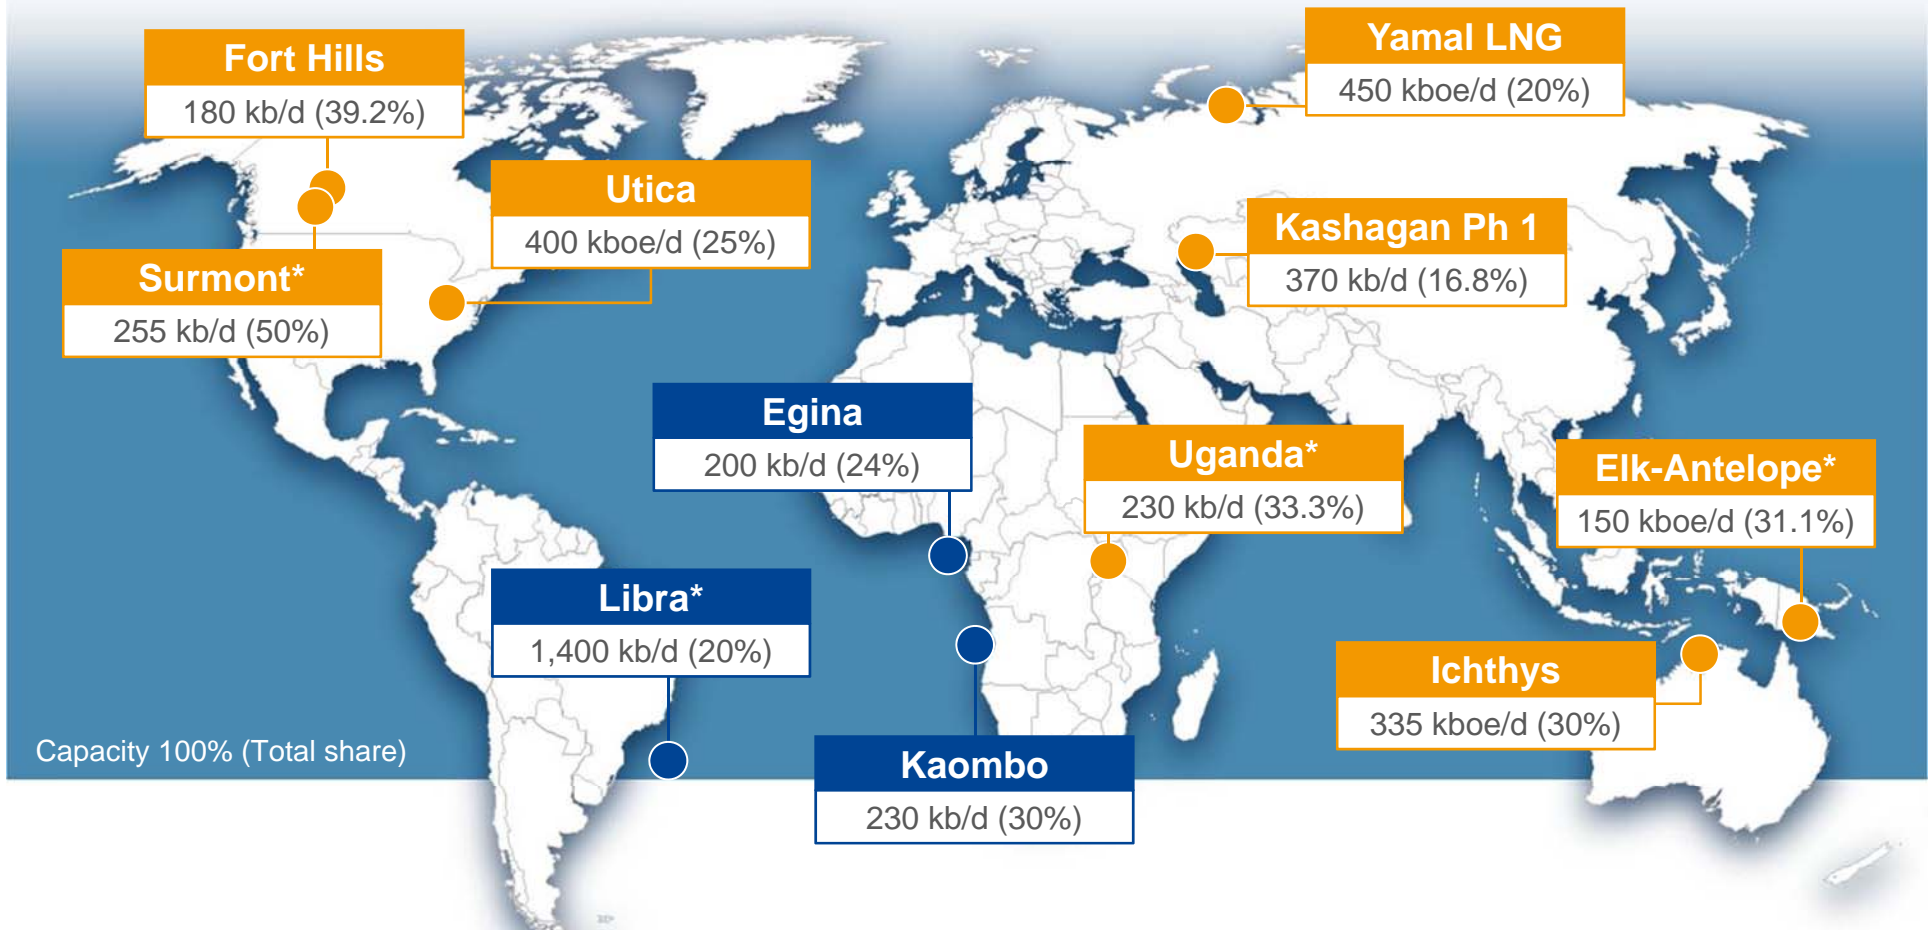 Fort Hills
180 kb/d (39.2%)
Yamal LNG
450 kboe/d (20%)
Utica
400 kboe/d (25%)
Kashagan Ph 1
370 kb/d (16.8%)
Surmont*
255 kb/d (50%)
Egina
200 kb/d (24%)
Uganda*
230 kb/d (33.3%)
Elk-Antelope*
150 kboe/d (31.1%)
Libra*
1,400 kb/d (20%)
Ichthys
335 kboe/d (30%)
Capacity 100% (Total share)
Kaombo
230 kb/d (30%)